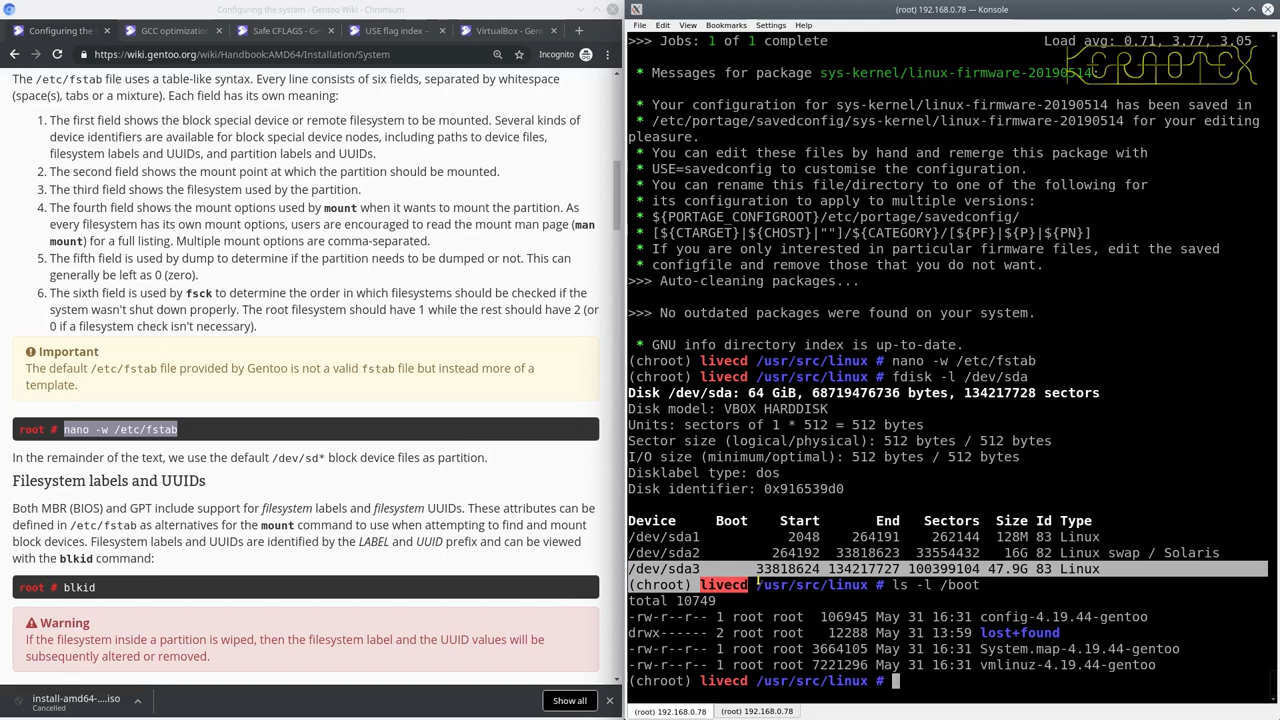 Configuring the system - Gentoo Wiki - Chromium
Configuring the
GCC optimization
Safe CFLAGS -
USE flag index –
VirtualBox - Gen
https://wiki.gentoo.org/wiki/Handbook:AMD64/Installation/System
Incognito
The /etc/fstab file uses a table-like syntax. Every line consists of six fields, separated by whitespace
(space(s), tabs or a mixture). Each field has its own meaning:
1. The first field shows the block special device or remote filesystem to be mounted. Several kinds of
device identifiers are available for block special device nodes, including paths to device files,
filesystem labels and UUIDs, and partition labels and UUIDs.
2. The second field shows the mount point at which the partition should be mounted.
3. The third field shows the filesystem used by the partition.
4. The fourth field shows the mount options used by mount when it wants to mount the partition. As
every filesystem has its own mount options, users are encouraged to read the mount man page (man
mount) for a full listing. Multiple mount options are comma-separated.
5. The fifth field is used by dump to determine if the partition needs to be dumped or not. This can
generally be left as 0 (zero).
6. The sixth field is used by fsck to determine the order in which filesystems should be checked if the
system wasn't shut down properly. The root filesystem should have 1 while the rest should have 2 (or
0 if a filesystem check isn't necessary).
Important
The default /etc/fstab file provided by Gentoo is not a valid fstab file but instead more of a
template.
root # nano -w /etc/fstab
In the remainder of the text, we use the default /dev/sd* block device files as partition.
Filesystem labels and UUIDs
Both MBR (BIOS) and GPT include support for filesystem labels and filesystem UUIDs. These attributes can be
defined in /etc/fstab as alternatives for the mount command to use when attempting to find and mount
block devices. Filesystem labels and UUIDs are identified by the LABEL and UUID prefix and can be viewed
with the blkid command:
root # blkid
Warning
If the filesystem inside a partition is wiped, then the filesystem label and the UUID values will be
subsequently altered or removed.
install-amd64-....iso
Cancelled
Show all
(root) 192.168.0.78 — Konsole
File Edit View Bookmarks Settings Help
>>> Jobs: 1 of 1 complete Load avg: 0.71, 3.77, 3.05
KERNOTEX
* Messages for package sys-kernel/linux-firmware-20190514:
* Your configuration for sys-kernel/linux-firmware-20190514 has been saved in
* /etc/portage/savedconfig/sys-kernel/linux-firmware-20190514 for your editing
pleasure.
* You can edit these files by hand and remerge this package with
* USE=savedconfig to customise the configuration.
* You can rename this file/directory to one of the following for
* its configuration to apply to multiple versions:
* ${PORTAGE_CONFIGROOT}/etc/portage/savedconfig/
* [${CTARGET}|${CHOST}|""]/${CATEGORY}/[${PF}|${P}|${PN}]
* If you are only interested in particular firmware files, edit the saved
* configfile and remove those that you do not want.
>>> Auto-cleaning packages...
>>> No outdated packages were found on your system.
* GNU info directory index is up-to-date.
(chroot) livecd /usr/src/linux # nano -w /etc/fstab
(chroot) livecd /usr/src/linux # fdisk -l /dev/sda
Disk /dev/sda: 64 GiB, 68719476736 bytes, 134217728 sectors
Disk model: VBOX HARDDISK
Units: sectors of 1 * 512 = 512 bytes
Sector size (logical/physical): 512 bytes / 512 bytes
I/O size (minimum/optimal): 512 bytes / 512 bytes
Disklabel type: dos
Disk identifier: 0x916539d0
Device Boot Start End Sectors Size Id Type
/dev/sda1 2048 264191 262144 128M 83 Linux
/dev/sda2 264192 33818623 33554432 16G 82 Linux swap / Solaris
/dev/sda3 33818624 134217727 100399104 47.9G 83 Linux
(chroot) livecd /usr/src/linux # ls -l /boot
total 10749
-rw-r--r-- 1 root root 106945 May 31 16:31 config-4.19.44-gentoo
drwx------ 2 root root 12288 May 31 13:59 lost+found
-rw-r--r-- 1 root root 3664105 May 31 16:31 System.map-4.19.44-gentoo
-rw-r--r-- 1 root root 7221296 May 31 16:31 vmlinuz-4.19.44-gentoo
(chroot) livecd /usr/src/linux #
(root) 192.168.0.78
(root) 192.168.0.78